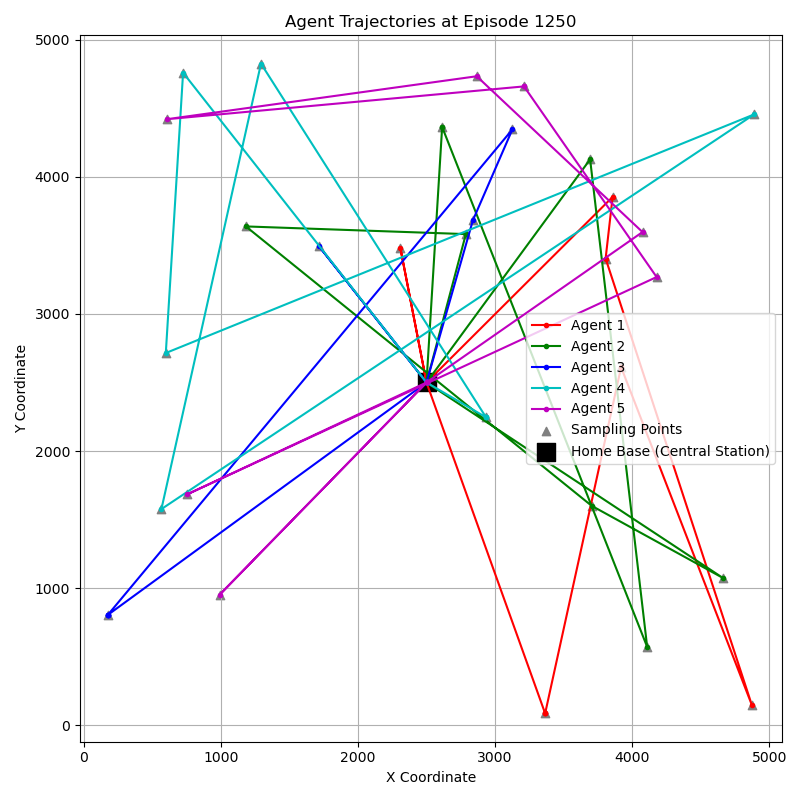 Agent Trajectories at Episode 1250
Y Coordinate
5000
4000
3000
2000
1000
0
Agent 1
Agent 2
Agent 3
Agent 4
Agent 5
Sampling Points
Home Base (Central Station)
0 1000 2000 3000 4000 5000
X Coordinate